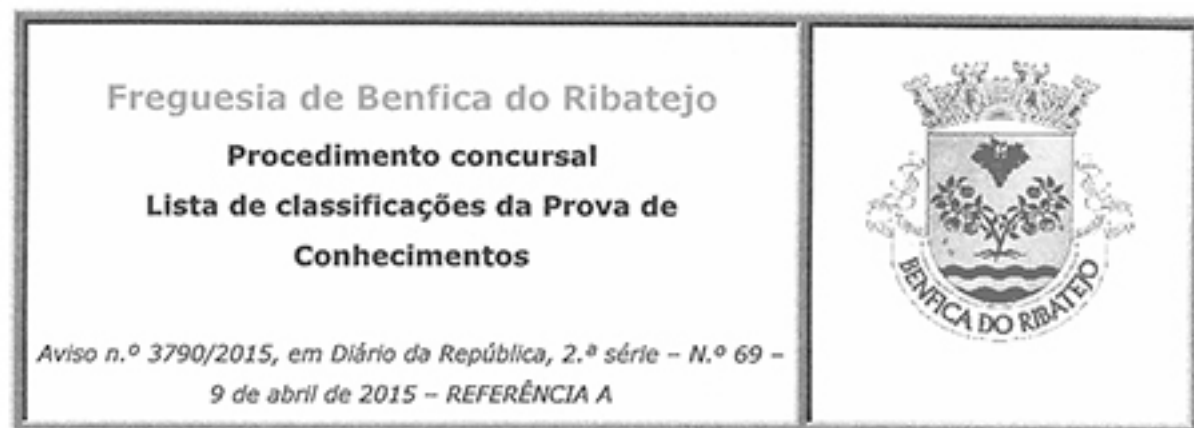 Freguesia de Benfica do Ribatejo
Procedimento concursal
Lista de classificações da Prova de
Conhecimentos
Aviso n.º 3790/2015, em Diário da República, 2.ª série – N.º 69 –
9 de abril de 2015 – REFERÊNCIA A
BENFICA DO RIBATEJO